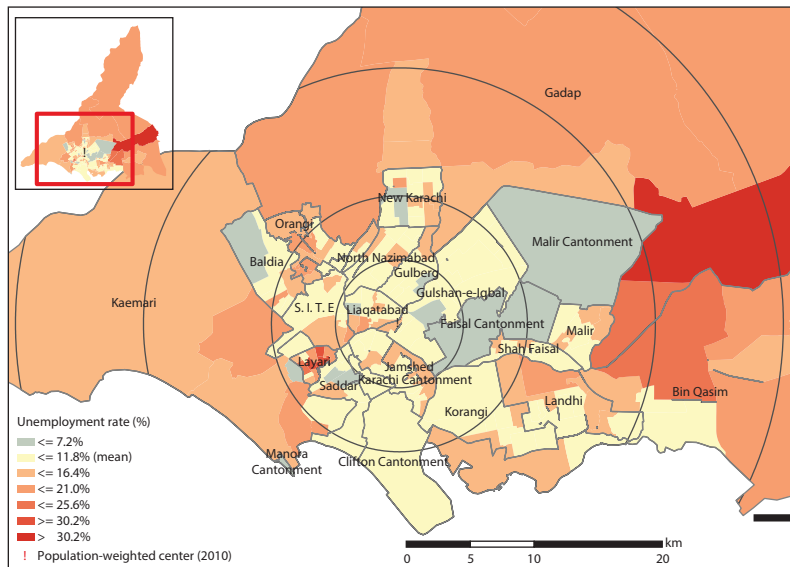 !
Gadap
New Karachi
Orangi
Malir Cantonment
Baldia
North Nazimabad
Gulberg
Kaemari
Gulshan-e-Iqbal
S. I. T. E
Liaqatabad
Faisal Cantonment
Malir
!
Shah Faisal
Layari
Jamshed
Karachi Cantonment
Saddar
Bin Qasim
Landhi
Korangi
Manora
Cantonment
Clifton Cantonment
Unemployment rate (%)
<= 7.2%
<= 11.8% (mean)
<= 16.4%
<= 21.0%
<= 25.6%
>= 30.2%
> 30.2%
! Population-weighted center (2010)
km
0 5 10 20